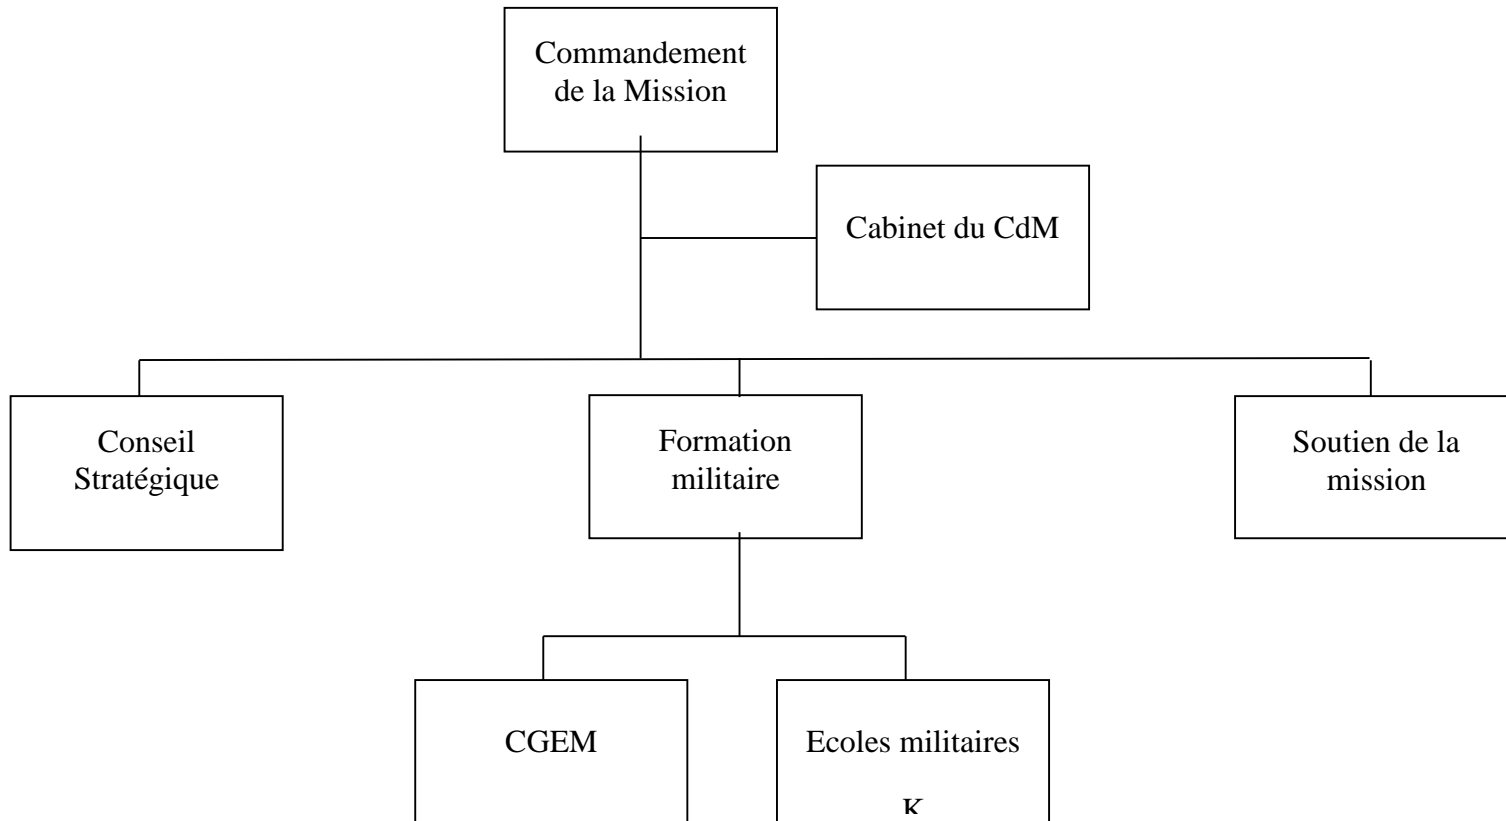 Commandement
de la Mission
Cabinet du CdM
Conseil
Stratégique
Formation
militaire
Soutien de la
mission
CGEM
Ecoles militaires
K